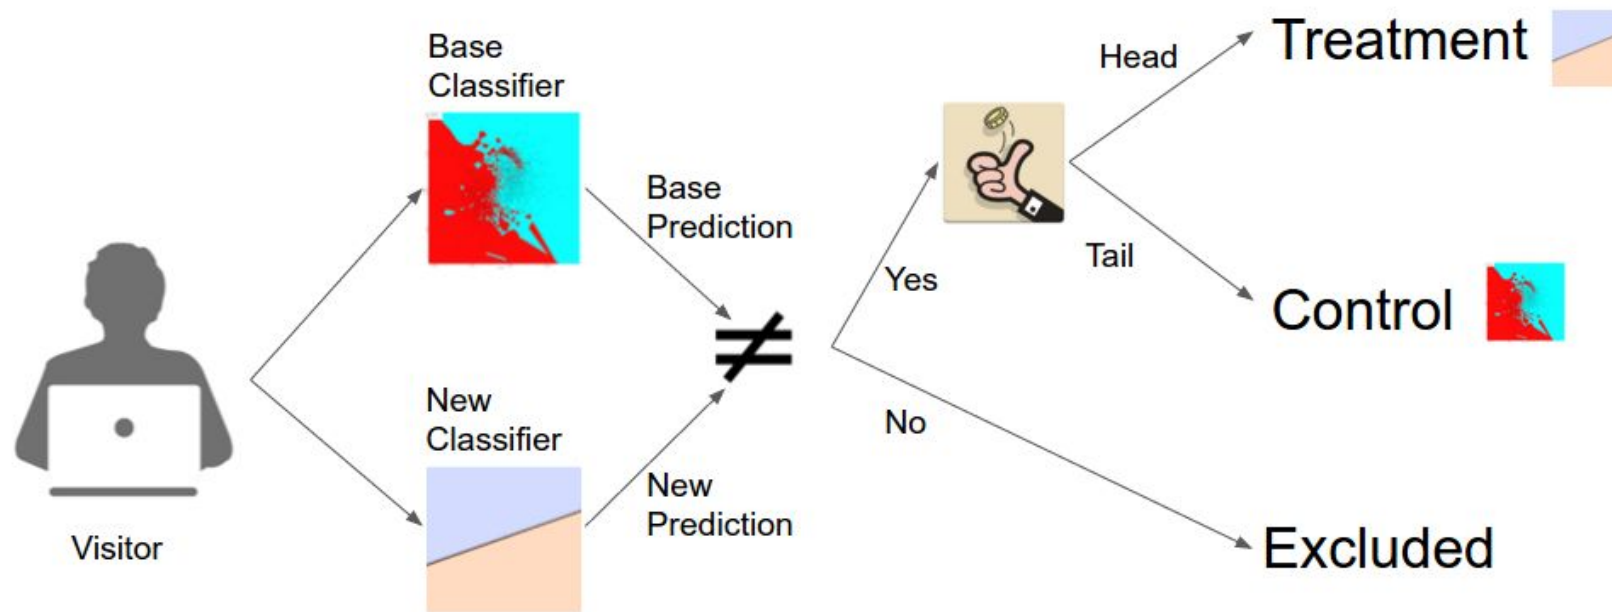 Base
Classifier
Base
Prediction
New
Classifier
New
Prediction
Visitor
≠
Yes
No
Head
Tail
Treatment
Control
Excluded